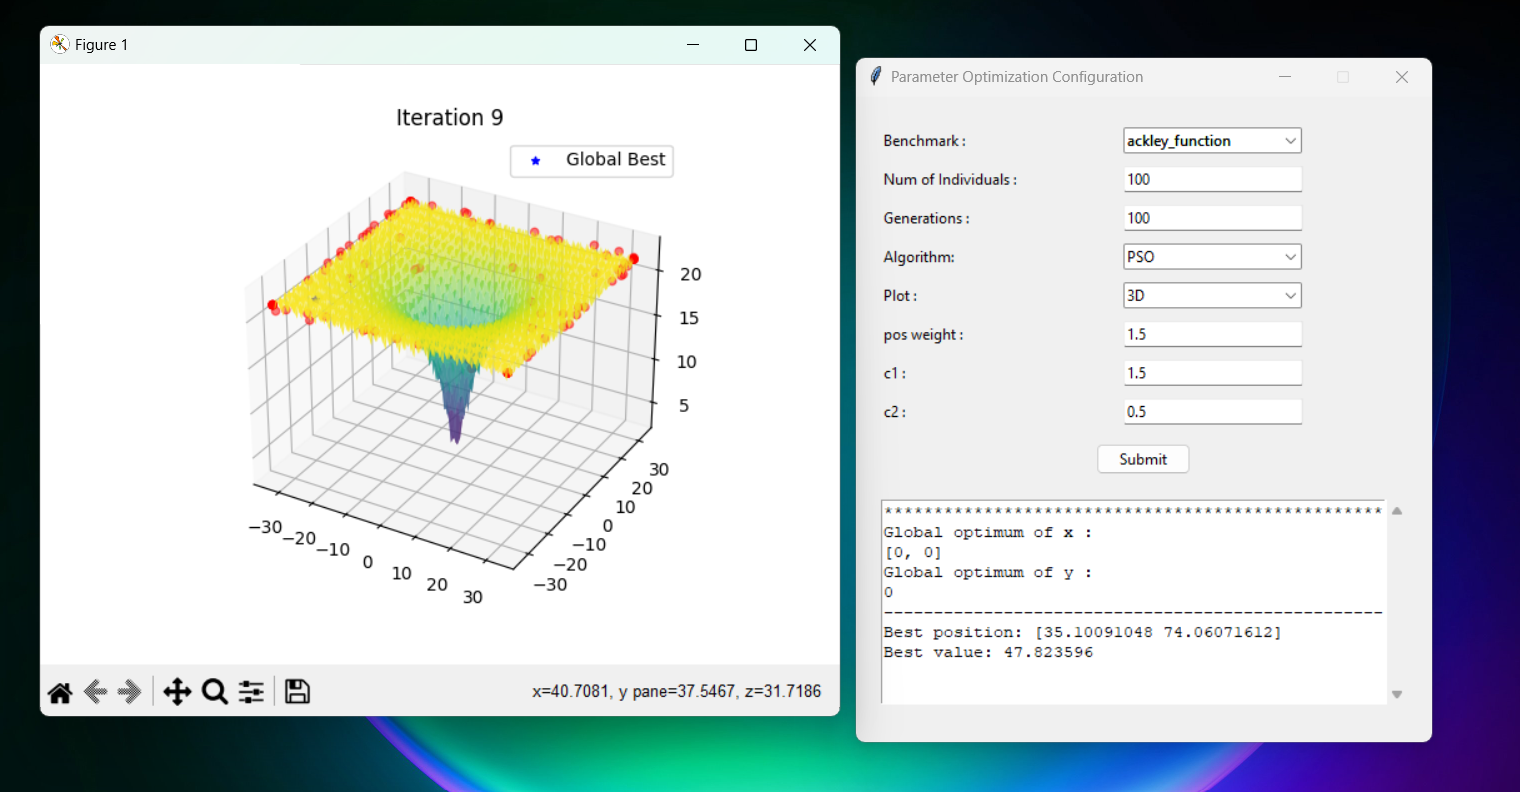 Figure 1
Iteration 9
Global Best
20
15
10
5
30
20
10
0
−10
−20
−30
−30
−20
−10
0
10
20
30
x=40.7081, y pane=37.5467, z=31.7186
Parameter Optimization Configuration
Benchmark : ackley_function
Num of Individuals : 100
Generations : 100
Algorithm: PSO
Plot : 3D
pos weight : 1.5
c1 : 1.5
c2 : 0.5
Submit
**************************************************
Global optimum of x :
[0, 0]
Global optimum of y :
0
--------------------------------------------------
Best position: [35.10091048 74.06071612]
Best value: 47.823596